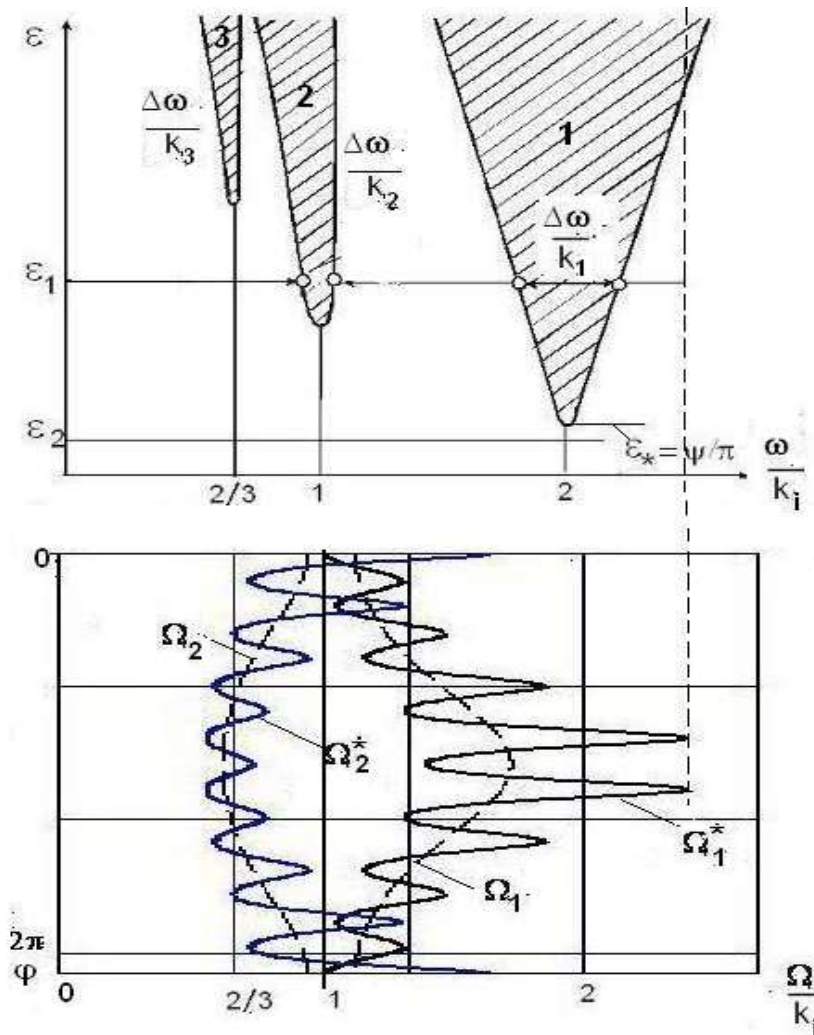 ε
3
2
1
Δω/k₃
Δω/k₂
Δω/k₁
ε₁
ε₂
ε* = ψ/π
ω/kᵢ
2/3
1
2
0
Ω₂
Ω₂*
Ω₁*
Ω₁
2π
φ
0
2/3
1
2
Ω/kᵢ